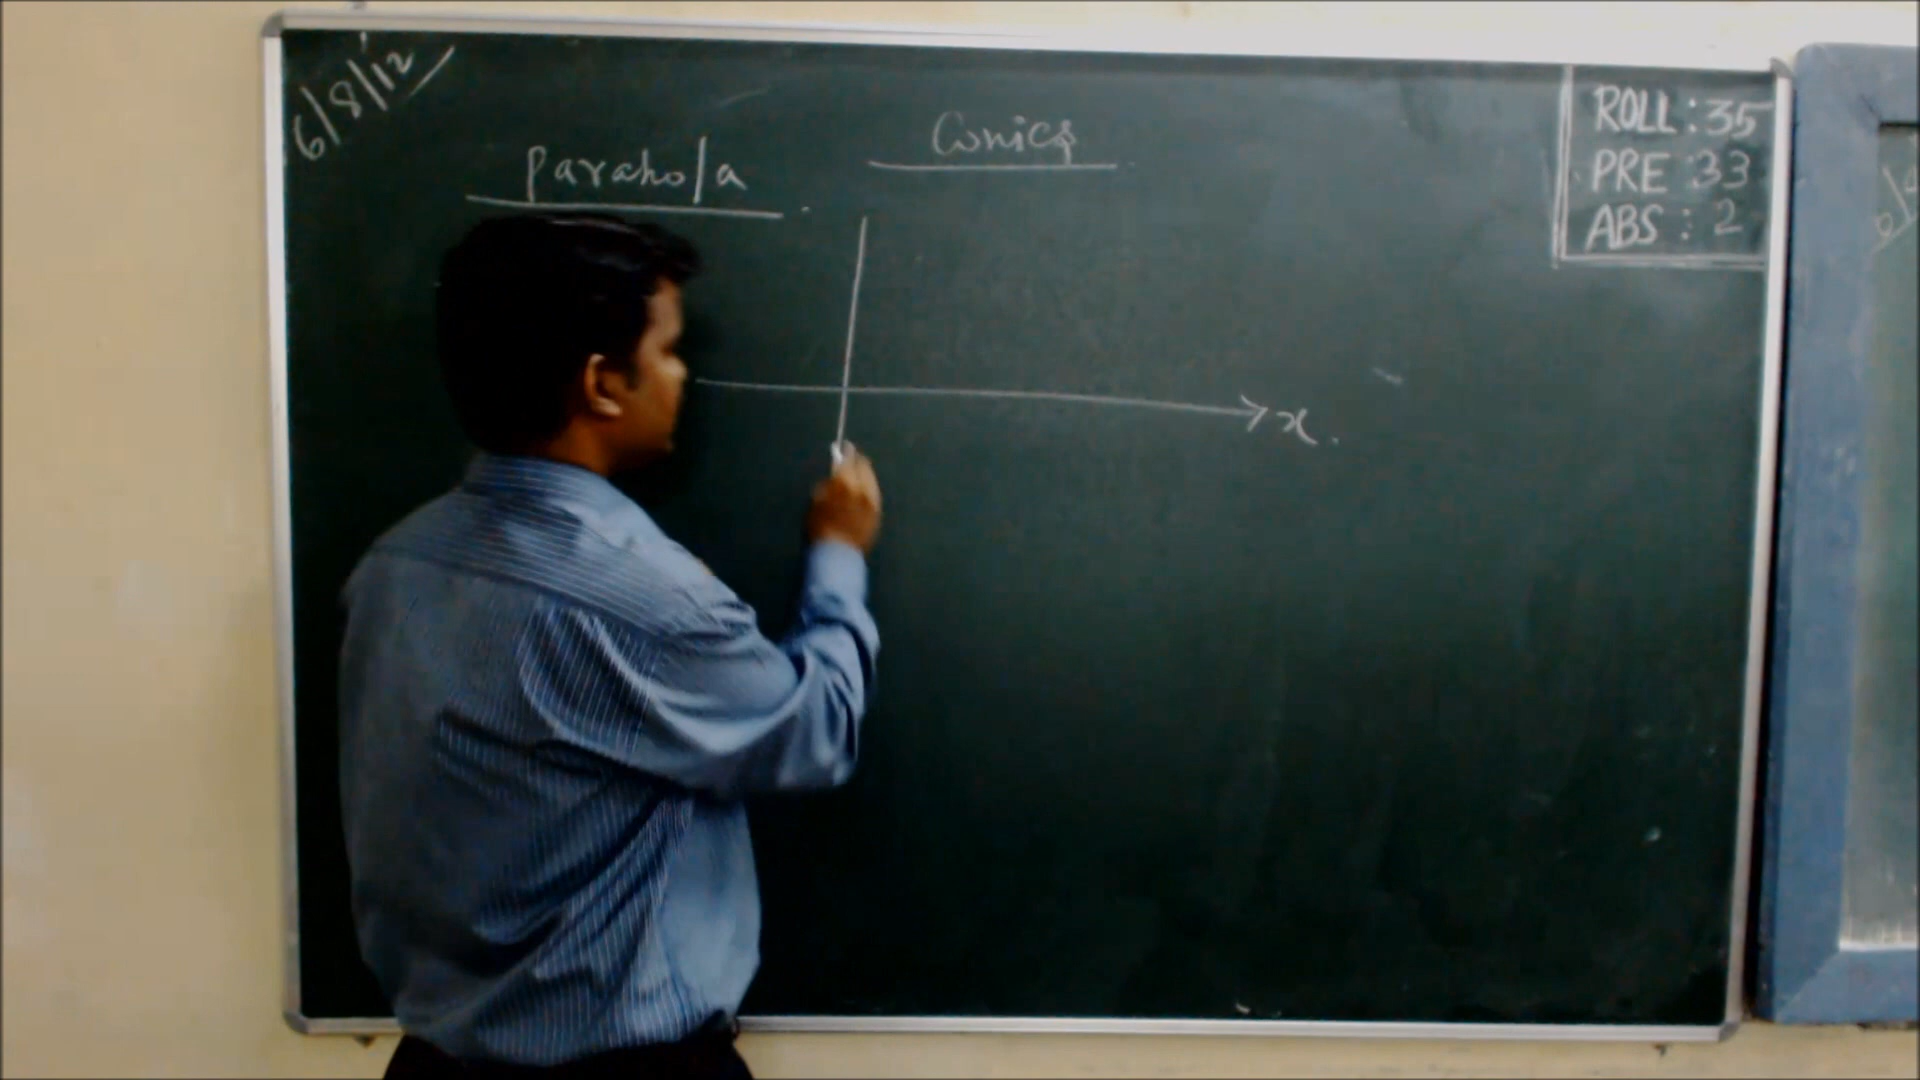 6/8/12
Conics
Parabola
x.
ROLL: 35
PRE: 33
ABS: 2